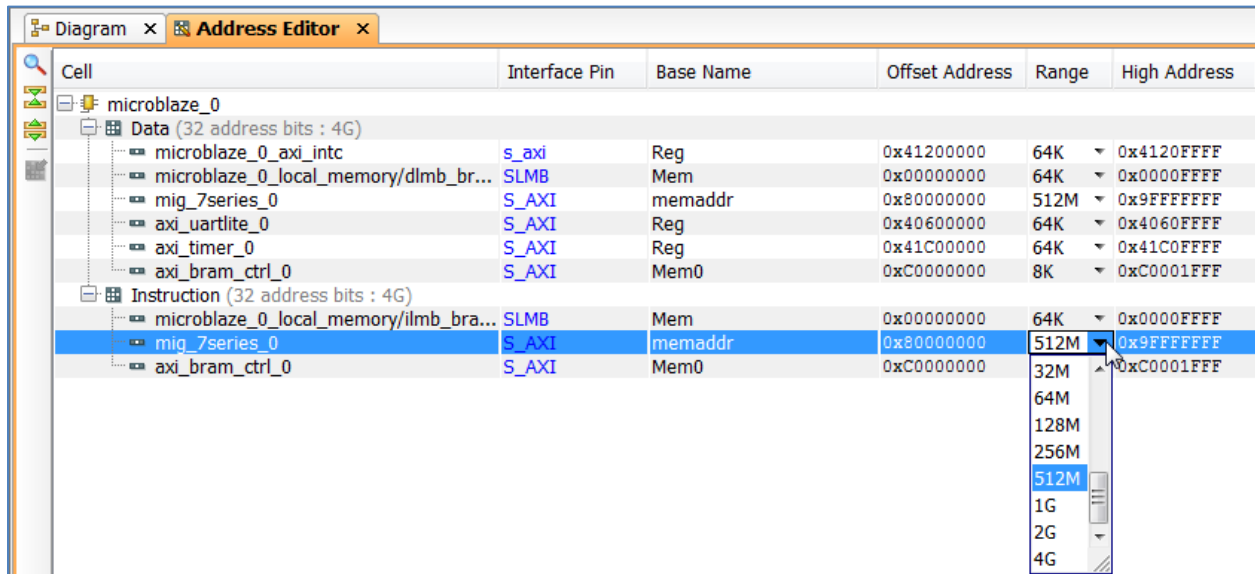 Diagram × Address Editor ×
Cell Interface Pin Base Name Offset Address Range High Address
microblaze_0
Data (32 address bits : 4G)
microblaze_0_axi_intc s_axi Reg 0x41200000 64K 0x4120FFFF
microblaze_0_local_memory/dlmb_br... SLMB Mem 0x00000000 64K 0x0000FFFF
mig_7series_0 S_AXI memaddr 0x80000000 512M 0x9FFFFFFF
axi_uartlite_0 S_AXI Reg 0x40600000 64K 0x4060FFFF
axi_timer_0 S_AXI Reg 0x41C00000 64K 0x41C0FFFF
axi_bram_ctrl_0 S_AXI Mem0 0xC0000000 8K 0xC0001FFF
Instruction (32 address bits : 4G)
microblaze_0_local_memory/ilmb_bra... SLMB Mem 0x00000000 64K 0x0000FFFF
mig_7series_0 S_AXI memaddr 0x80000000 512M 0x9FFFFFFF
axi_bram_ctrl_0 S_AXI Mem0 0xC0000000 0xC0001FFF
32M
64M
128M
256M
512M
1G
2G
4G